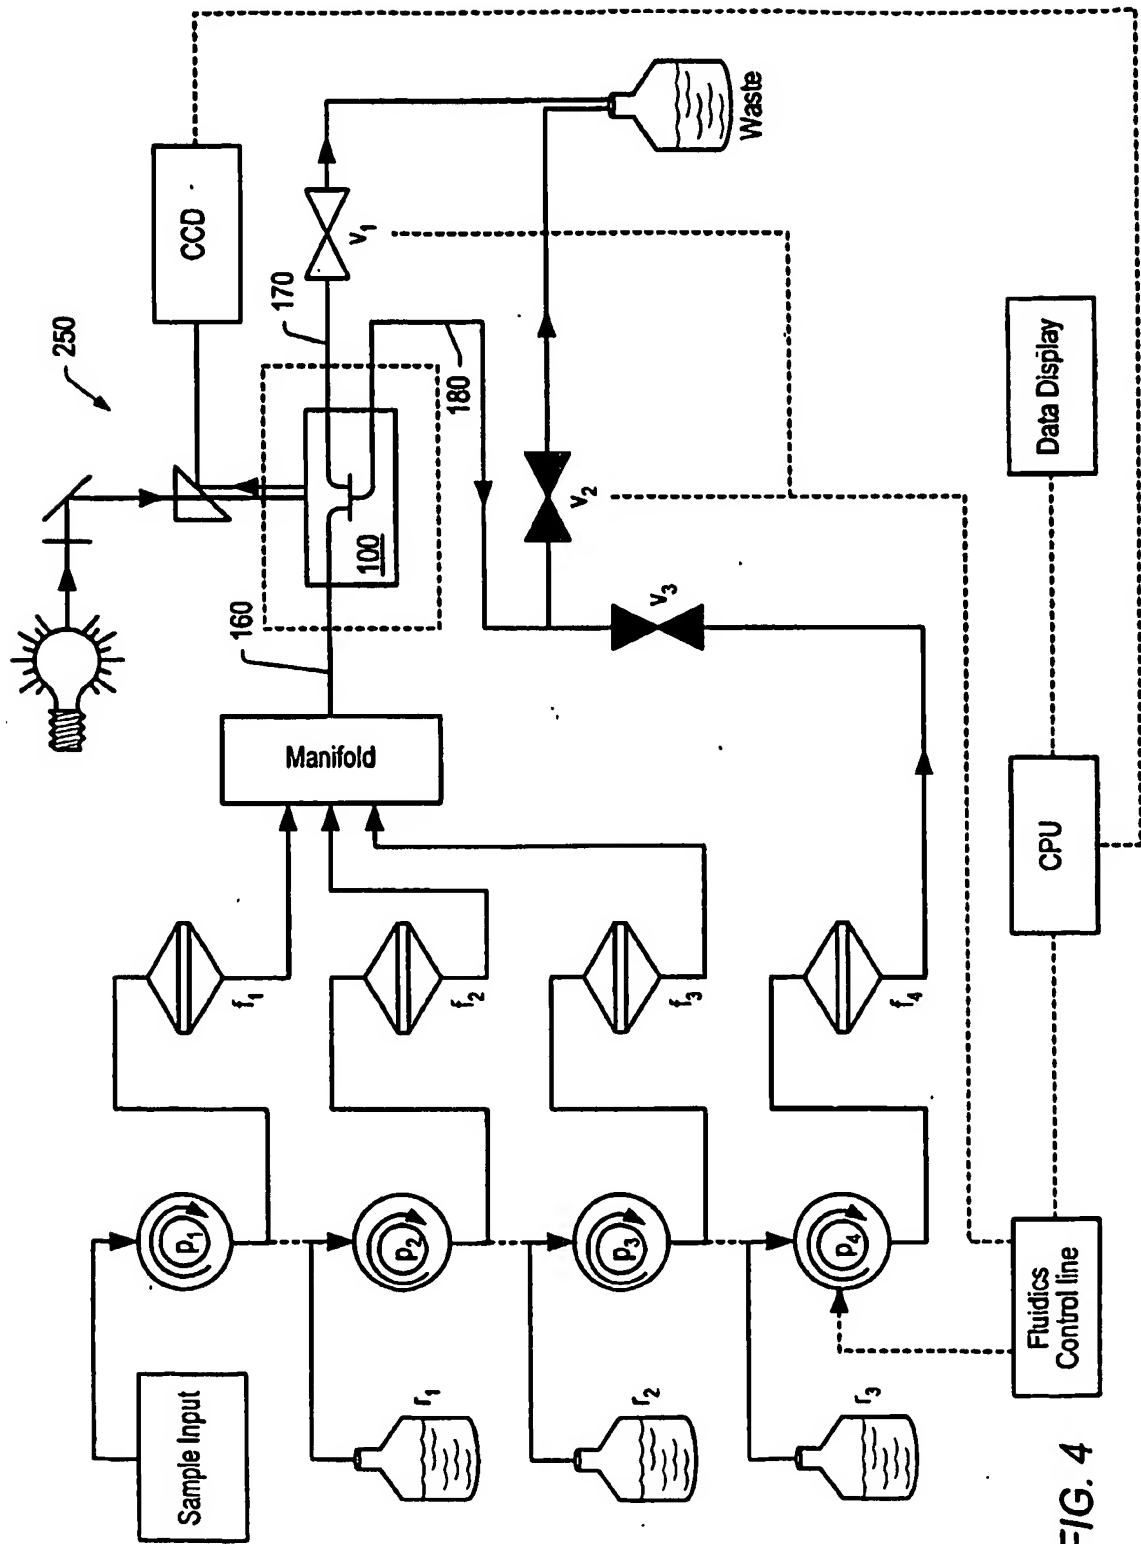 250
CCD
170
v1
Waste
160
100
180
Manifold
v2
v3
f1
f2
f3
f4
p1
p2
p3
p4
Sample Input
r1
r2
r3
Fluidics
Control line
CPU
Data Display
FIG. 4